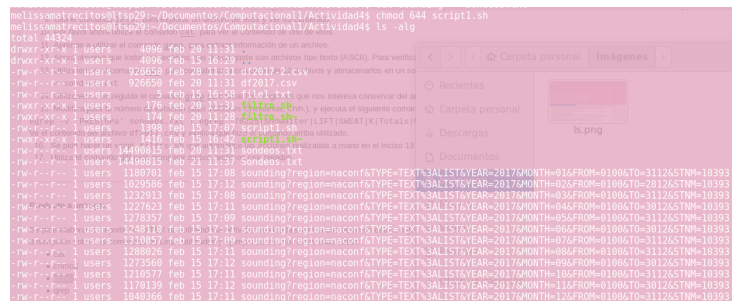 melissamatrecitos@ltsp29:~/Documentos/Computacional1/Actividad4$ chmod 644 script1.sh
melissamatrecitos@ltsp29:~/Documentos/Computacional1/Actividad4$ ls -alg
total 44324
drwxr-xr-x 1 users 4096 feb 20 11:31 .
drwxr-xr-x 1 users 4096 feb 15 16:29 ..
-rw-r--r-- 1 users 926650 feb 20 11:31 df2017-2.csv
-rw-r--r-- 1 users 926650 feb 20 11:31 df2017.csv
-rw-r--r-- 1 users 5 feb 15 16:58 file1.txt
-rwxr-xr-x 1 users 176 feb 20 11:31 filtro.sh
-rwxr-xr-x 1 users 174 feb 20 11:28 filtro.sh~
-rw-r--r-- 1 users 1398 feb 15 17:07 script1.sh
-rwxr-xr-x 1 users 1416 feb 15 16:42 script1.sh~
-rw-r--r-- 1 users 14490815 feb 20 11:31 sondeos.txt
-rw-r--r-- 1 users 14490815 feb 21 11:37 sondeos.txt
-rw-r--r-- 1 users 1180701 feb 15 17:08 sounding?region=naconf&TYPE=TEXT%3ALIST&YEAR=2017&MONTH=01&FROM=0100&TO=3112&STNM=10393
-rw-r--r-- 1 users 1029586 feb 15 17:12 sounding?region=naconf&TYPE=TEXT%3ALIST&YEAR=2017&MONTH=02&FROM=0100&TO=2812&STNM=10393
-rw-r--r-- 1 users 1232913 feb 15 17:08 sounding?region=naconf&TYPE=TEXT%3ALIST&YEAR=2017&MONTH=03&FROM=0100&TO=3112&STNM=10393
-rw-r--r-- 1 users 1227623 feb 15 17:11 sounding?region=naconf&TYPE=TEXT%3ALIST&YEAR=2017&MONTH=04&FROM=0100&TO=3012&STNM=10393
-rw-r--r-- 1 users 1278357 feb 15 17:09 sounding?region=naconf&TYPE=TEXT%3ALIST&YEAR=2017&MONTH=05&FROM=0100&TO=3112&STNM=10393
-rw-r--r-- 1 users 1248110 feb 15 17:11 sounding?region=naconf&TYPE=TEXT%3ALIST&YEAR=2017&MONTH=06&FROM=0100&TO=3012&STNM=10393
-rw-r--r-- 1 users 1310857 feb 15 17:09 sounding?region=naconf&TYPE=TEXT%3ALIST&YEAR=2017&MONTH=07&FROM=0100&TO=3112&STNM=10393
-rw-r--r-- 1 users 1288026 feb 15 17:11 sounding?region=naconf&TYPE=TEXT%3ALIST&YEAR=2017&MONTH=08&FROM=0100&TO=3112&STNM=10393
-rw-r--r-- 1 users 1273560 feb 15 17:12 sounding?region=naconf&TYPE=TEXT%3ALIST&YEAR=2017&MONTH=09&FROM=0100&TO=3012&STNM=10393
-rw-r--r-- 1 users 1210577 feb 15 17:11 sounding?region=naconf&TYPE=TEXT%3ALIST&YEAR=2017&MONTH=10&FROM=0100&TO=3112&STNM=10393
-rw-r--r-- 1 users 1170139 feb 15 17:12 sounding?region=naconf&TYPE=TEXT%3ALIST&YEAR=2017&MONTH=11&FROM=0100&TO=3012&STNM=10393
-rw-r--r-- 1 users 1040366 feb 15 17:11 sounding?region=naconf&TYPE=TEXT%3ALIST&YEAR=2017&MONTH=12&FROM=0100&TO=3112&STNM=10393
Carpeta personal Imágenes
Recientes
Carpeta personal
Descargas
Documentos
ls.png